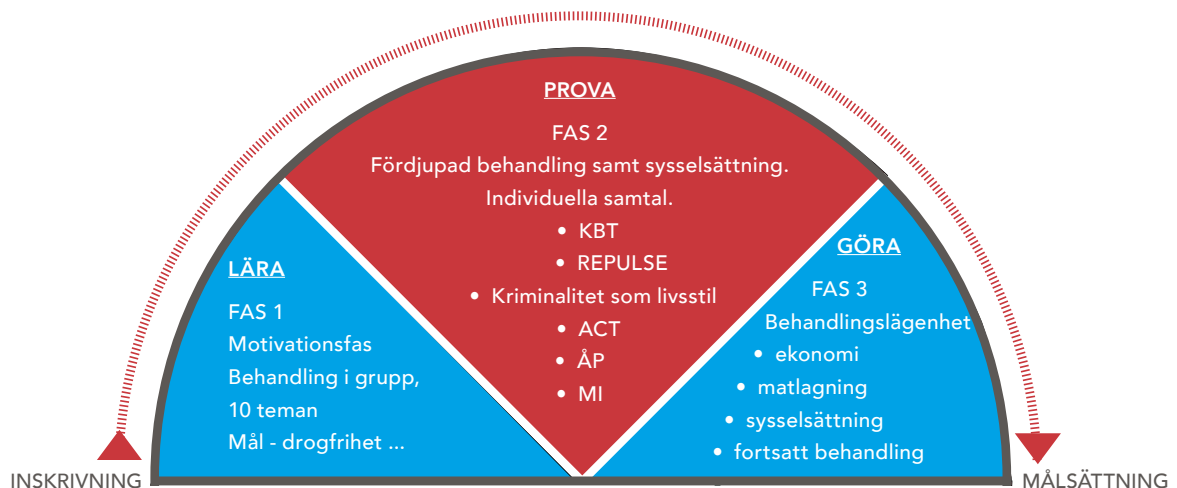 LÄRA
FAS 1
Motivationsfas
Behandling i grupp,
10 teman
Mål - drogfrihet ...
PROVA
FAS 2
Fördjupad behandling samt sysselsättning.
Individuella samtal.
• KBT
• REPULSE
• Kriminalitet som livsstil
• ACT
• ÅP
• MI
GÖRA
FAS 3
Behandlingslägenhet
• ekonomi
• matlagning
• sysselsättning
• fortsatt behandling
INSKRIVNING
MÅLSÄTTNING